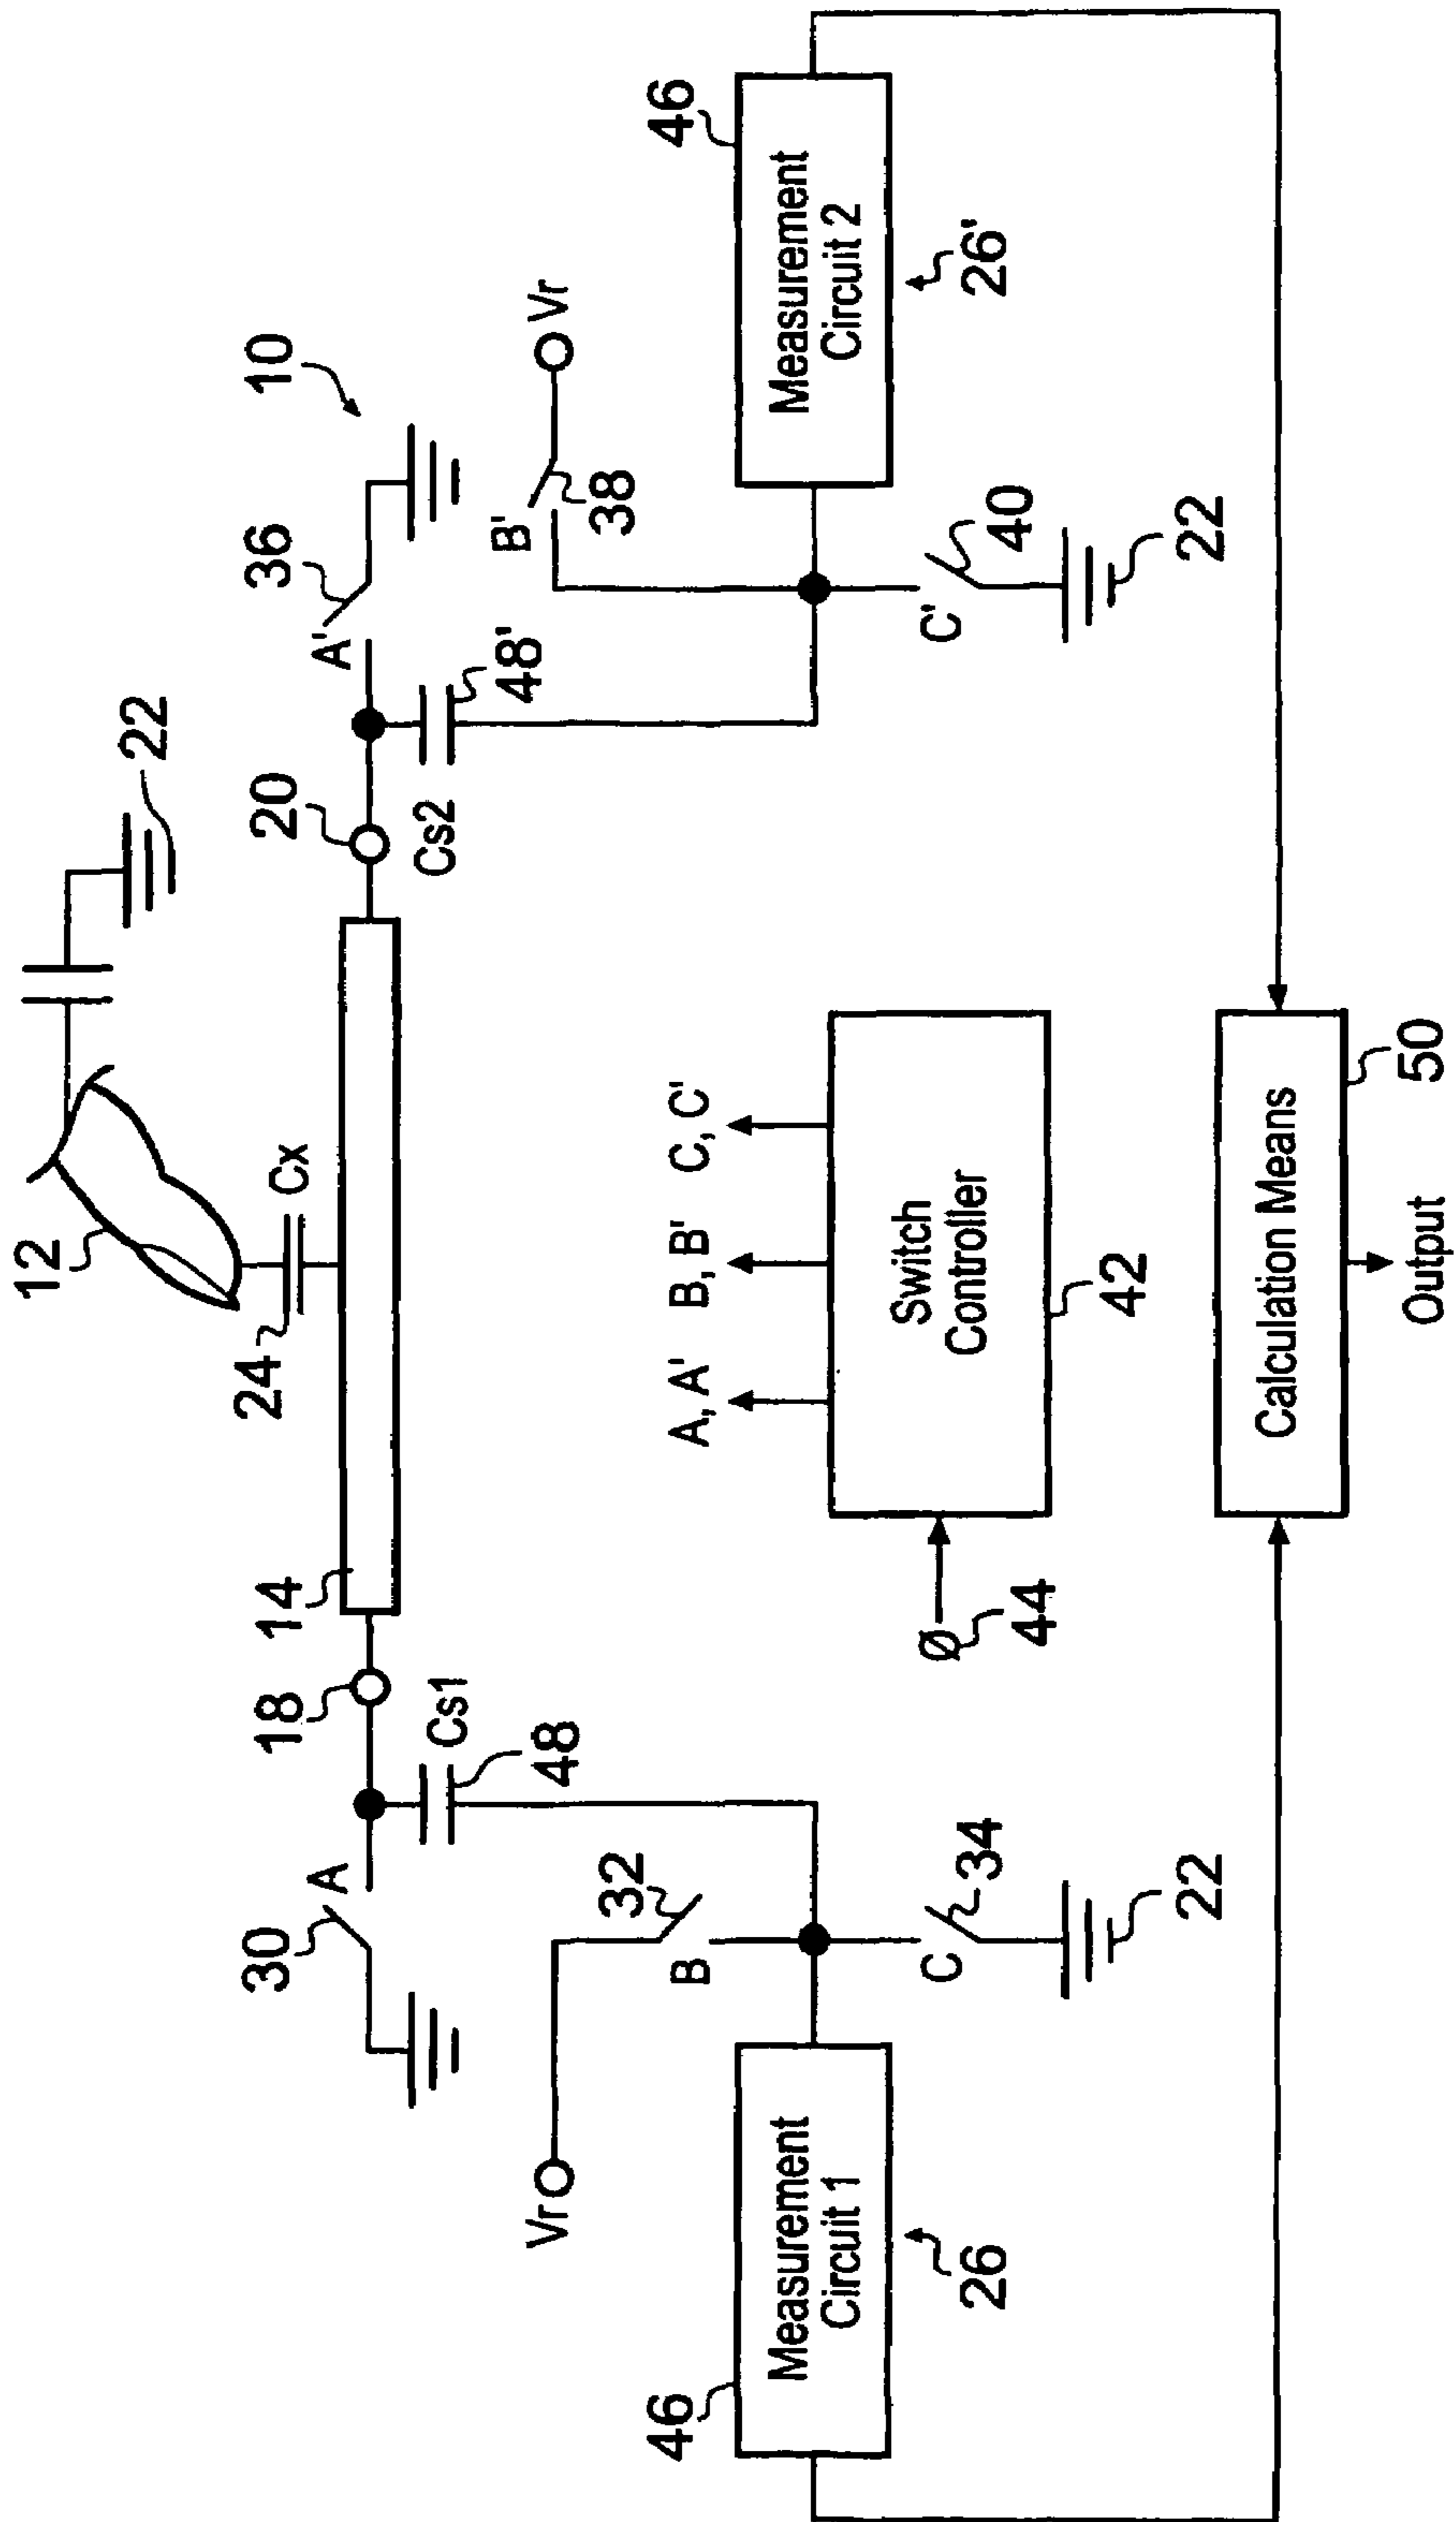 12
22
24
Cx
10
14
18
20
30
A
Cs1
48
Cs2
48'
A'
36
Vr
32
B
B'
38
Vr
A, A'
B, B'
C, C'
46
Measurement
Circuit 1
26
C
34
22
Ø
44
Switch
Controller
42
C'
40
22
46
Measurement
Circuit 2
26'
Calculation Means
50
Output